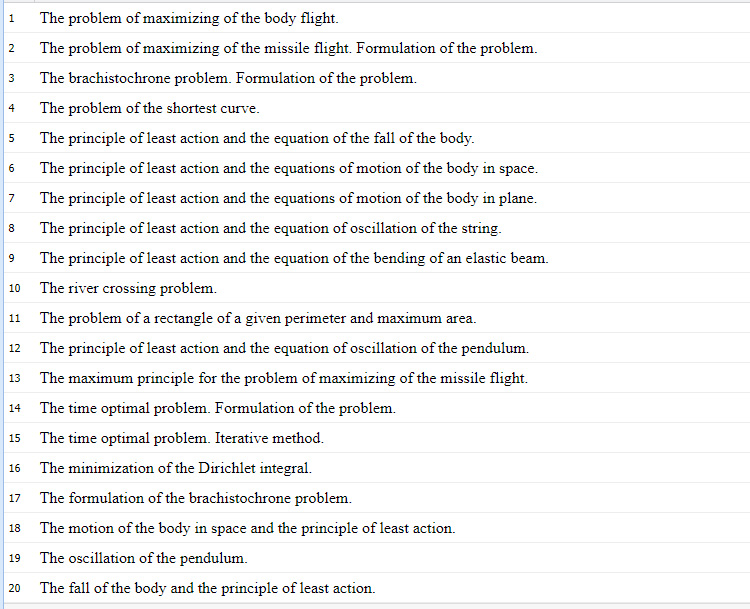 1 The problem of maximizing of the body flight.
2 The problem of maximizing of the missile flight. Formulation of the problem.
3 The brachistochrone problem. Formulation of the problem.
4 The problem of the shortest curve.
5 The principle of least action and the equation of the fall of the body.
6 The principle of least action and the equations of motion of the body in space.
7 The principle of least action and the equations of motion of the body in plane.
8 The principle of least action and the equation of oscillation of the string.
9 The principle of least action and the equation of the bending of an elastic beam.
10 The river crossing problem.
11 The problem of a rectangle of a given perimeter and maximum area.
12 The principle of least action and the equation of oscillation of the pendulum.
13 The maximum principle for the problem of maximizing of the missile flight.
14 The time optimal problem. Formulation of the problem.
15 The time optimal problem. Iterative method.
16 The minimization of the Dirichlet integral.
17 The formulation of the brachistochrone problem.
18 The motion of the body in space and the principle of least action.
19 The oscillation of the pendulum.
20 The fall of the body and the principle of least action.